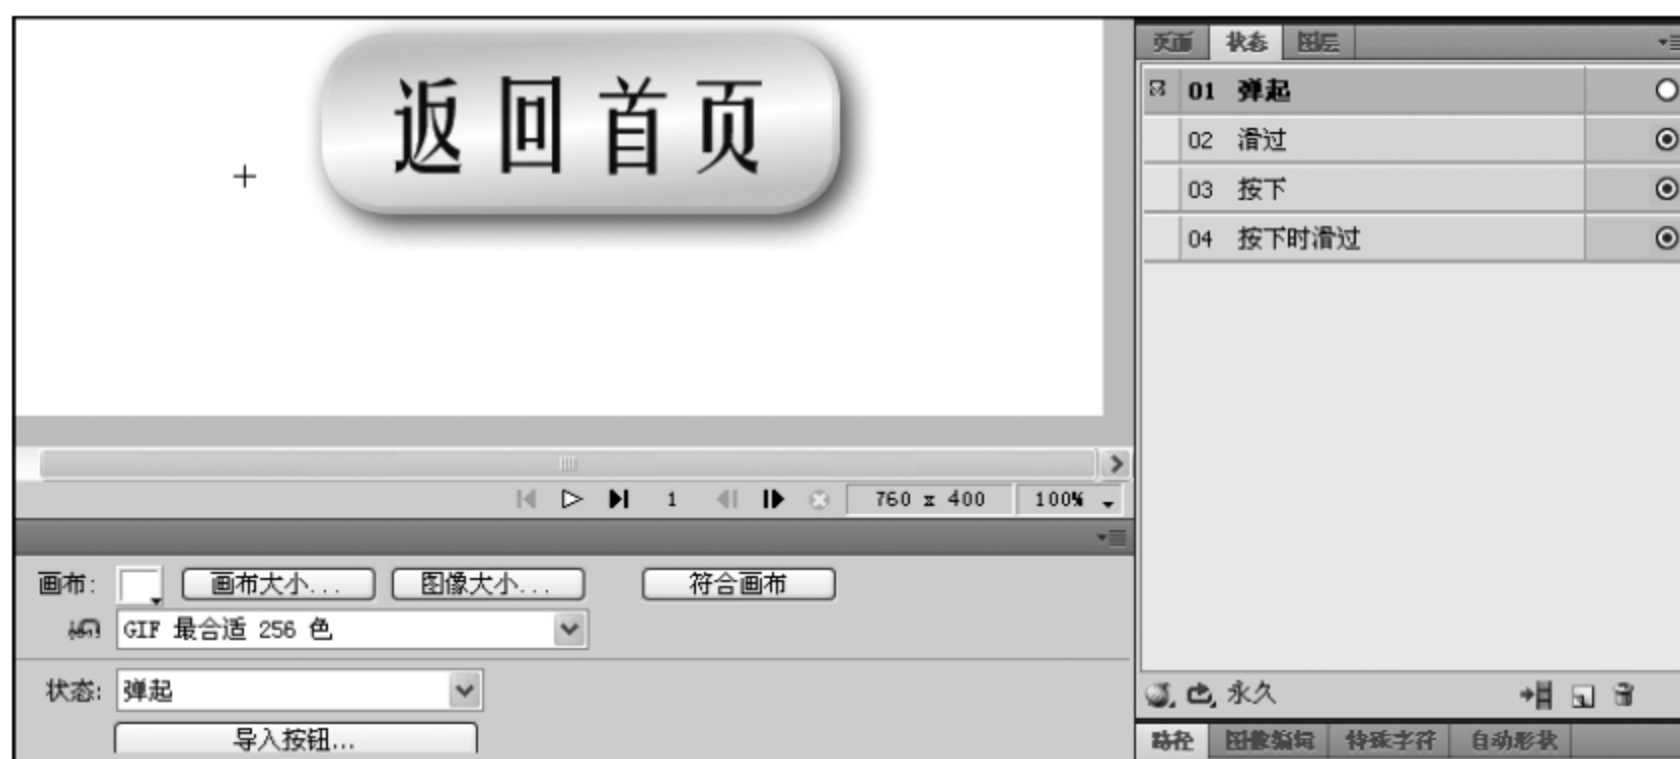 返回首页
页面 状态 图层
01 弹起
02 滑过
03 按下
04 按下时滑过
1 760 x 400 100%
画布: 画布大小... 图像大小... 符合画布
GIF 最合适 256 色
状态: 弹起
导入按钮...
永久
路径 图像编辑 特殊字符 自动形状